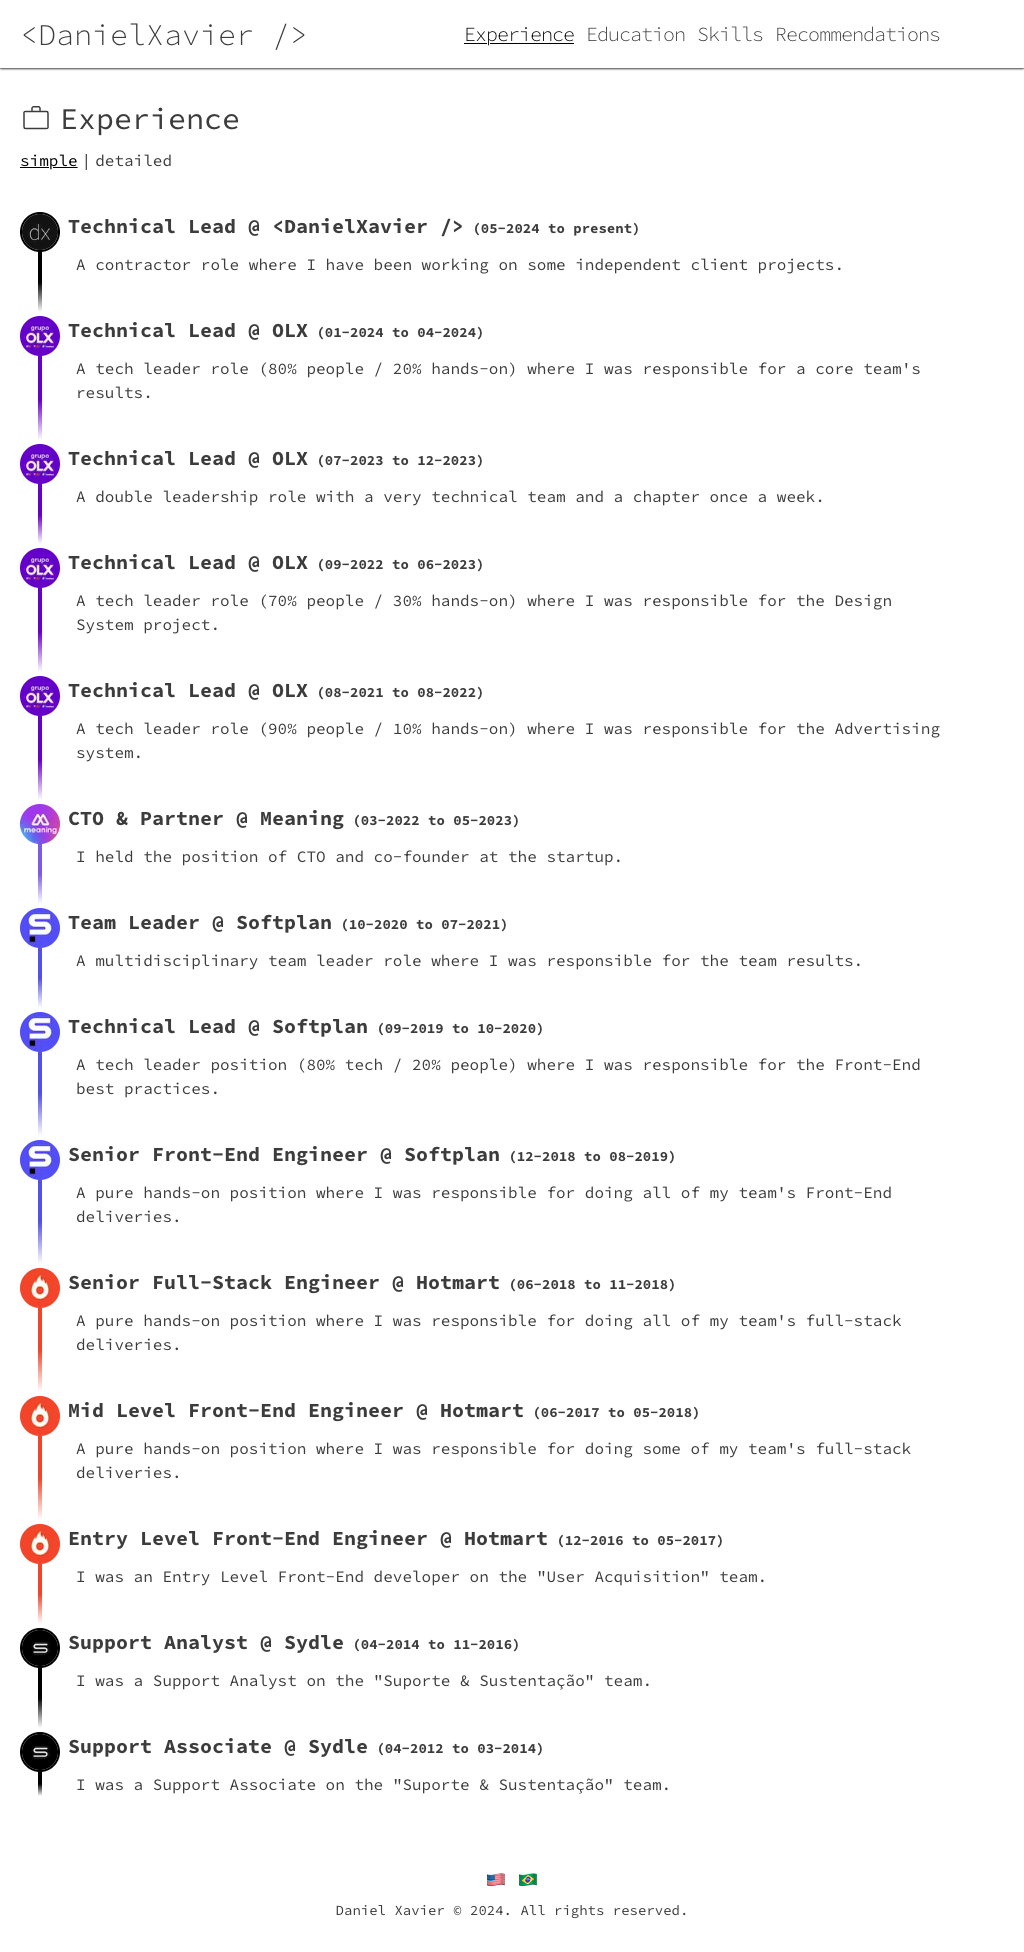 <DanielXavier />
Experience Education Skills Recommendations
Experience
simple | detailed
dx
Technical Lead @ <DanielXavier /> (05-2024 to present)
A contractor role where I have been working on some independent client projects.
grupo
OLX
Technical Lead @ OLX (01-2024 to 04-2024)
A tech leader role (80% people / 20% hands-on) where I was responsible for a core team's
results.
grupo
OLX
Technical Lead @ OLX (07-2023 to 12-2023)
A double leadership role with a very technical team and a chapter once a week.
grupo
OLX
Technical Lead @ OLX (09-2022 to 06-2023)
A tech leader role (70% people / 30% hands-on) where I was responsible for the Design
System project.
grupo
OLX
Technical Lead @ OLX (08-2021 to 08-2022)
A tech leader role (90% people / 10% hands-on) where I was responsible for the Advertising
system.
meaning
CTO & Partner @ Meaning (03-2022 to 05-2023)
I held the position of CTO and co-founder at the startup.
Team Leader @ Softplan (10-2020 to 07-2021)
A multidisciplinary team leader role where I was responsible for the team results.
Technical Lead @ Softplan (09-2019 to 10-2020)
A tech leader position (80% tech / 20% people) where I was responsible for the Front-End
best practices.
Senior Front-End Engineer @ Softplan (12-2018 to 08-2019)
A pure hands-on position where I was responsible for doing all of my team's Front-End
deliveries.
Senior Full-Stack Engineer @ Hotmart (06-2018 to 11-2018)
A pure hands-on position where I was responsible for doing all of my team's full-stack
deliveries.
Mid Level Front-End Engineer @ Hotmart (06-2017 to 05-2018)
A pure hands-on position where I was responsible for doing some of my team's full-stack
deliveries.
Entry Level Front-End Engineer @ Hotmart (12-2016 to 05-2017)
I was an Entry Level Front-End developer on the "User Acquisition" team.
Support Analyst @ Sydle (04-2014 to 11-2016)
I was a Support Analyst on the "Suporte & Sustentação" team.
Support Associate @ Sydle (04-2012 to 03-2014)
I was a Support Associate on the "Suporte & Sustentação" team.
Daniel Xavier © 2024. All rights reserved.